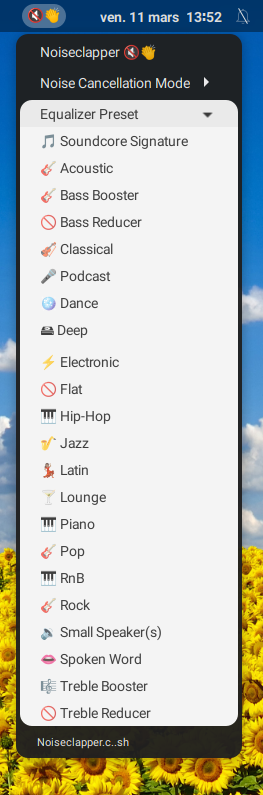 ven. 11 mars 13:52
Noiseclapper 🔇👏
Noise Cancellation Mode
Equalizer Preset
🎵 Soundcore Signature
🎸 Acoustic
🎸 Bass Booster
🚫 Bass Reducer
🎻 Classical
🎤 Podcast
🪩 Dance
🖴 Deep
⚡ Electronic
🚫 Flat
🎹 Hip-Hop
🎷 Jazz
💃 Latin
🍸 Lounge
🎹 Piano
🎸 Pop
🎹 RnB
🎸 Rock
🔉 Small Speaker(s)
👄 Spoken Word
🎼 Treble Booster
🚫 Treble Reducer
Noiseclapper.c..sh